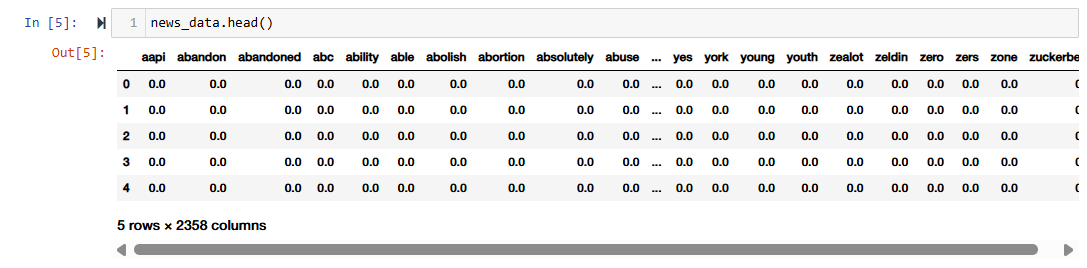 In [5]: 1 news_data.head()
Out[5]:
aapi abandon abandoned abc ability able abolish abortion absolutely abuse ... yes york young youth zealot zeldin zero zers zone zuckerbe
0 0.0 0.0 0.0 0.0 0.0 0.0 0.0 0.0 0.0 0.0 ... 0.0 0.0 0.0 0.0 0.0 0.0 0.0 0.0 0.0 0
1 0.0 0.0 0.0 0.0 0.0 0.0 0.0 0.0 0.0 0.0 ... 0.0 0.0 0.0 0.0 0.0 0.0 0.0 0.0 0.0 0
2 0.0 0.0 0.0 0.0 0.0 0.0 0.0 0.0 0.0 0.0 ... 0.0 0.0 0.0 0.0 0.0 0.0 0.0 0.0 0.0 0
3 0.0 0.0 0.0 0.0 0.0 0.0 0.0 0.0 0.0 0.0 ... 0.0 0.0 0.0 0.0 0.0 0.0 0.0 0.0 0.0 0
4 0.0 0.0 0.0 0.0 0.0 0.0 0.0 0.0 0.0 0.0 ... 0.0 0.0 0.0 0.0 0.0 0.0 0.0 0.0 0.0 0
5 rows × 2358 columns